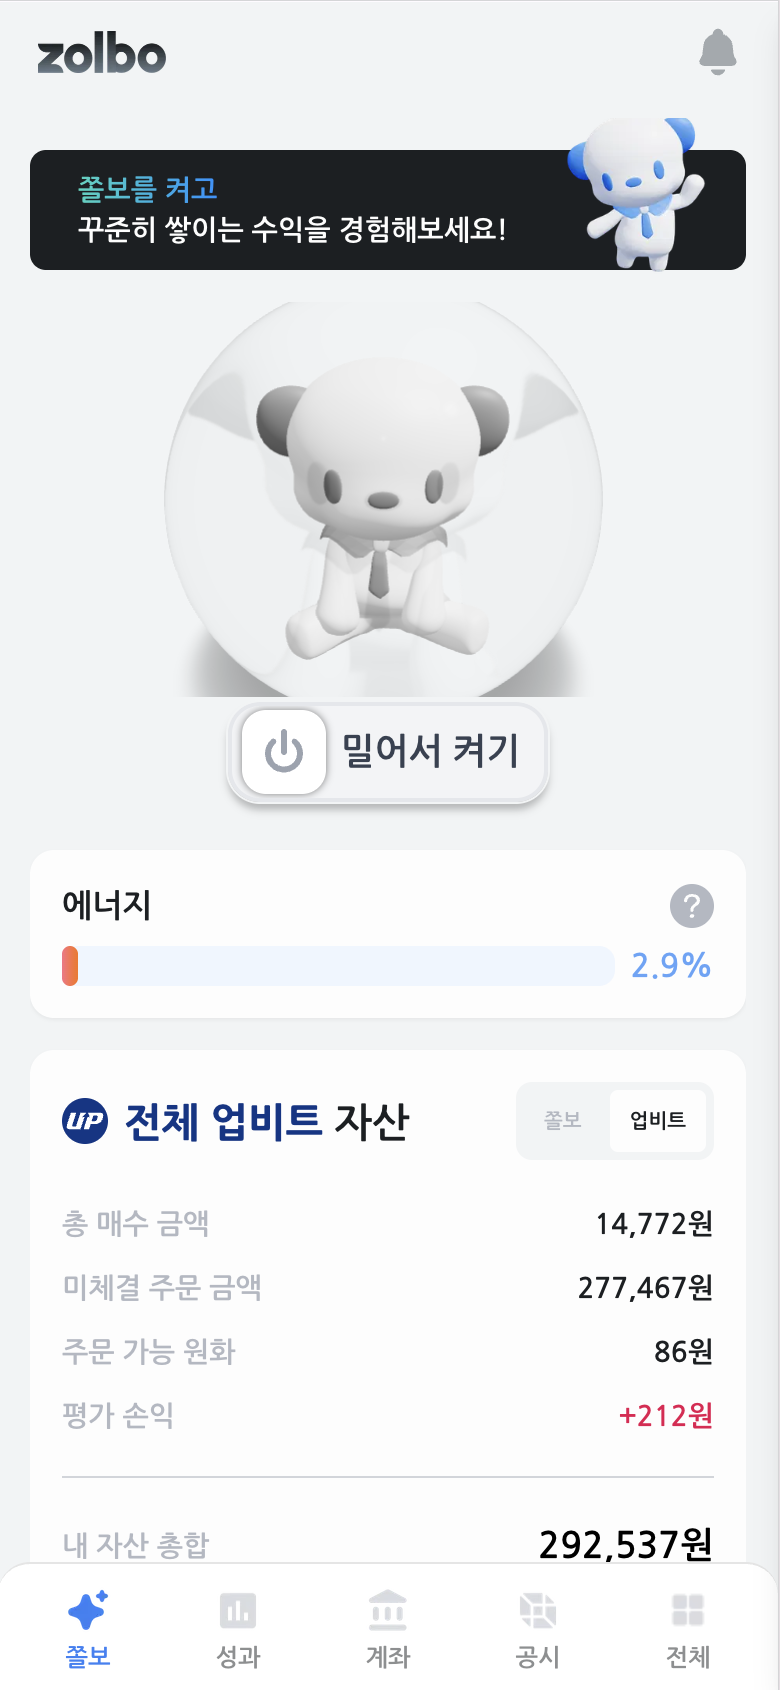 zolbo
쫄보를 켜고
꾸준히 쌓이는 수익을 경험해보세요!
밀어서 켜기
에너지
?
2.9%
UP 전체 업비트 자산
쫄보 업비트
총 매수 금액 14,772원
미체결 주문 금액 277,467원
주문 가능 원화 86원
평가 손익 +212원
내 자산 총합 292,537원
쫄보 성과 계좌 공시 전체